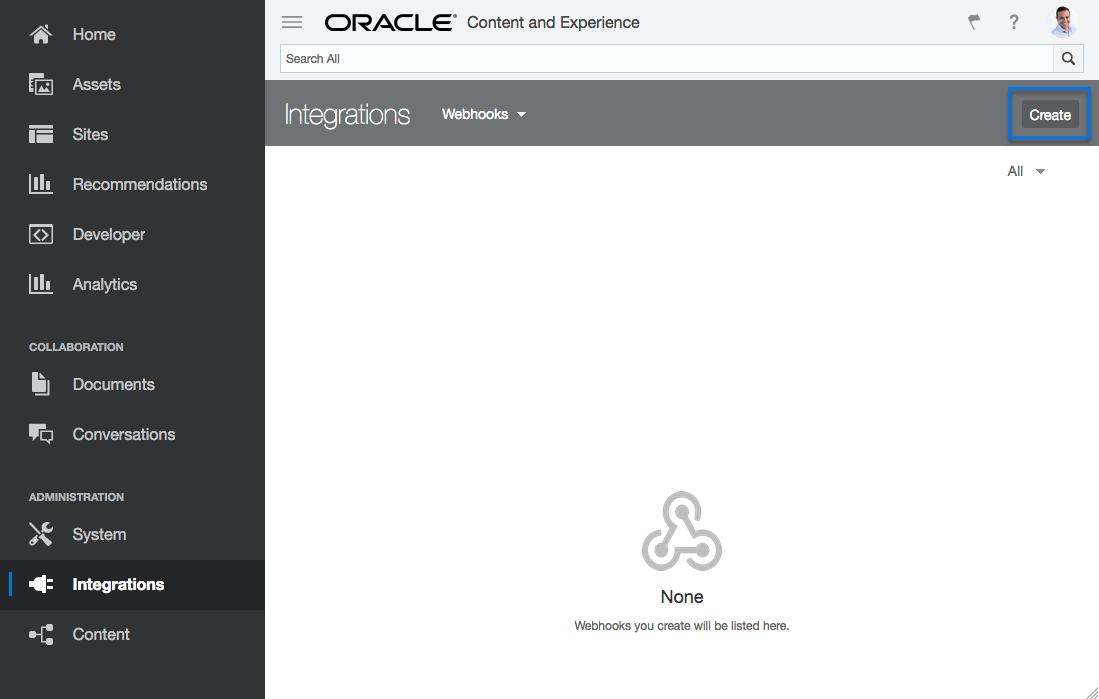 Home
Assets
Sites
Recommendations
Developer
Analytics
COLLABORATION
Documents
Conversations
ADMINISTRATION
System
Integrations
Content
ORACLE® Content and Experience
?
Search All
Integrations Webhooks Create
All
None
Webhooks you create will be listed here.